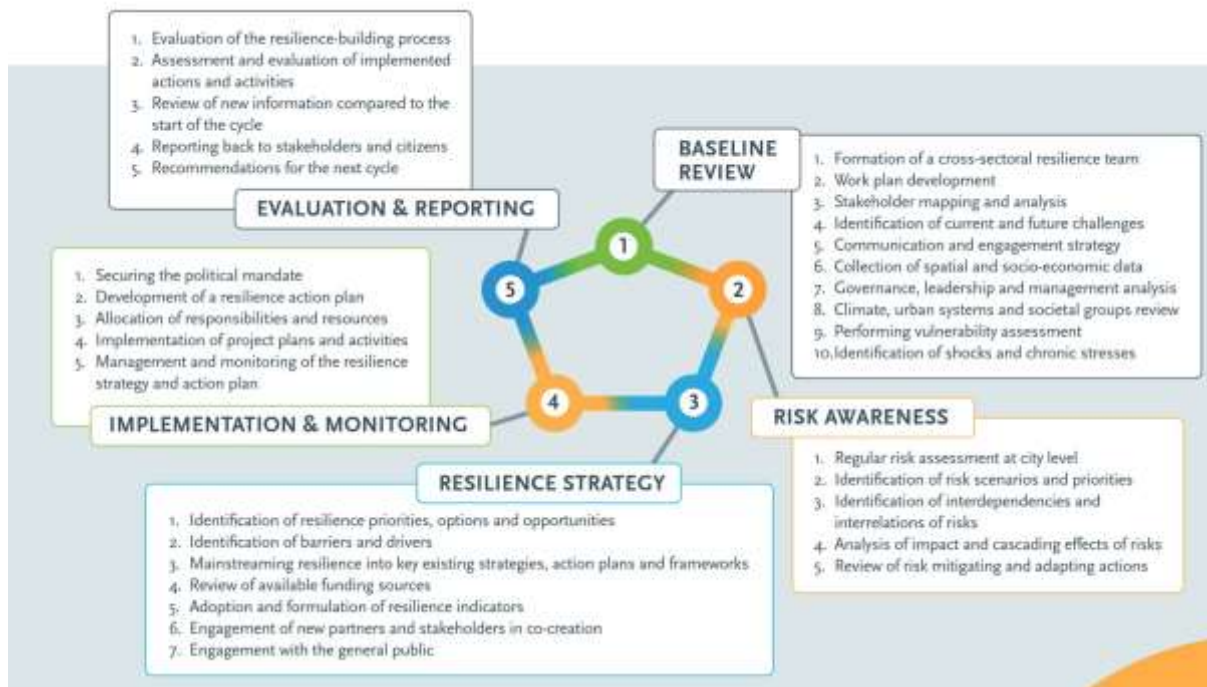 1. Evaluation of the resilience-building process
2. Assessment and evaluation of implemented
actions and activities
3. Review of new information compared to the
start of the cycle
4. Reporting back to stakeholders and citizens
5. Recommendations for the next cycle
EVALUATION & REPORTING
BASELINE
REVIEW
1. Formation of a cross-sectoral resilience team
2. Work plan development
3. Stakeholder mapping and analysis
4. Identification of current and future challenges
5. Communication and engagement strategy
6. Collection of spatial and socio-economic data
7. Governance, leadership and management analysis
8. Climate, urban systems and societal groups review
9. Performing vulnerability assessment
10.Identification of shocks and chronic stresses
1
2
3
4
5
1. Securing the political mandate
2. Development of a resilience action plan
3. Allocation of responsibilities and resources
4. Implementation of project plans and activities
5. Management and monitoring of the resilience
strategy and action plan
IMPLEMENTATION & MONITORING
RISK AWARENESS
1. Regular risk assessment at city level
2. Identification of risk scenarios and priorities
3. Identification of interdependencies and
interrelations of risks
4. Analysis of impact and cascading effects of risks
5. Review of risk mitigating and adapting actions
RESILIENCE STRATEGY
1. Identification of resilience priorities, options and opportunities
2. Identification of barriers and drivers
3. Mainstreaming resilience into key existing strategies, action plans and frameworks
4. Review of available funding sources
5. Adoption and formulation of resilience indicators
6. Engagement of new partners and stakeholders in co-creation
7. Engagement with the general public